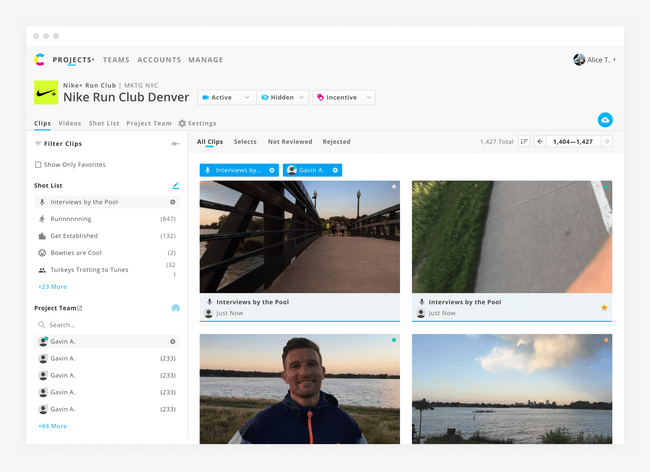 PROJECTS
TEAMS
ACCOUNTS
MANAGE
Alice T.
Nike+ Run Club | MKTG NYC
Nike Run Club Denver
Active
Hidden
Incentive
Clips
Videos
Shot List
Project Team
Settings
Filter Clips
Show Only Favorites
Shot List
Interviews by the Pool
Runnnnnning (847)
Get Established (132)
Bowties are Cool (2)
Turkeys Trotting to Tunes (32
)
+23 More
Project Team
Search...
Gavin A.
Gavin A. (233)
Gavin A. (233)
Gavin A. (233)
Gavin A. (233)
+84 More
All Clips
Selects
Not Reviewed
Rejected
1,427 Total
1,404—1,427
Interviews by...
Gavin A.
Interviews by the Pool
Just Now
Interviews by the Pool
Just Now